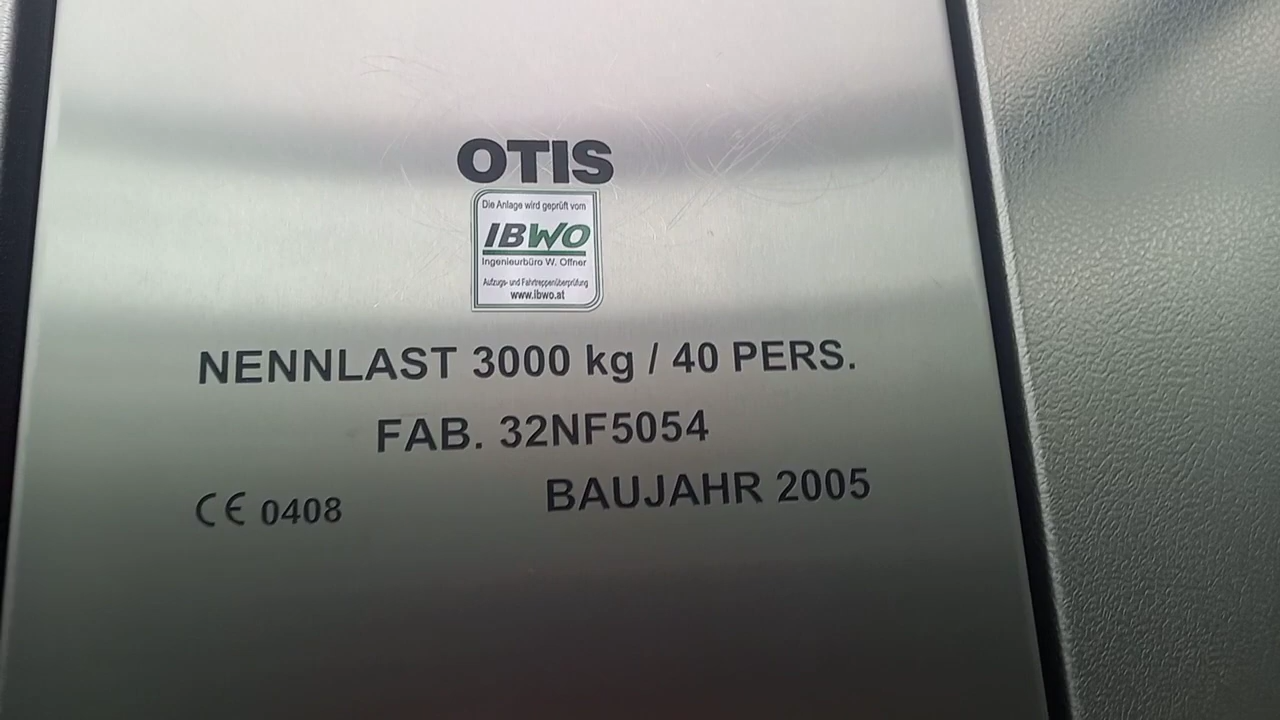 OTIS
Die Anlage wird geprüft vom
IBWO
Ingenieurbüro W. Offner
Aufzugs- und Fahrtreppenüberprüfung
www.ibwo.at
NENNLAST 3000 kg / 40 PERS.
FAB. 32NF5054
CE 0408 BAUJAHR 2005